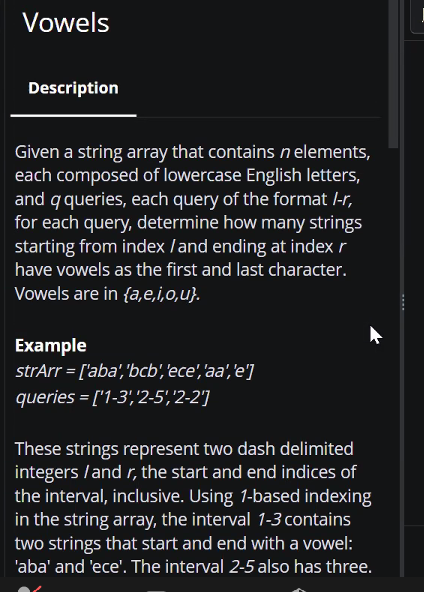 Vowels
Description
Given a string array that contains n elements,
each composed of lowercase English letters,
and q queries, each query of the format l-r,
for each query, determine how many strings
starting from index l and ending at index r
have vowels as the first and last character.
Vowels are in {a,e,i,o,u}.
Example
strArr = ['aba','bcb','ece','aa','e']
queries = ['1-3','2-5','2-2']
These strings represent two dash delimited
integers l and r, the start and end indices of
the interval, inclusive. Using 1-based indexing
in the string array, the interval 1-3 contains
two strings that start and end with a vowel:
'aba' and 'ece'. The interval 2-5 also has three.